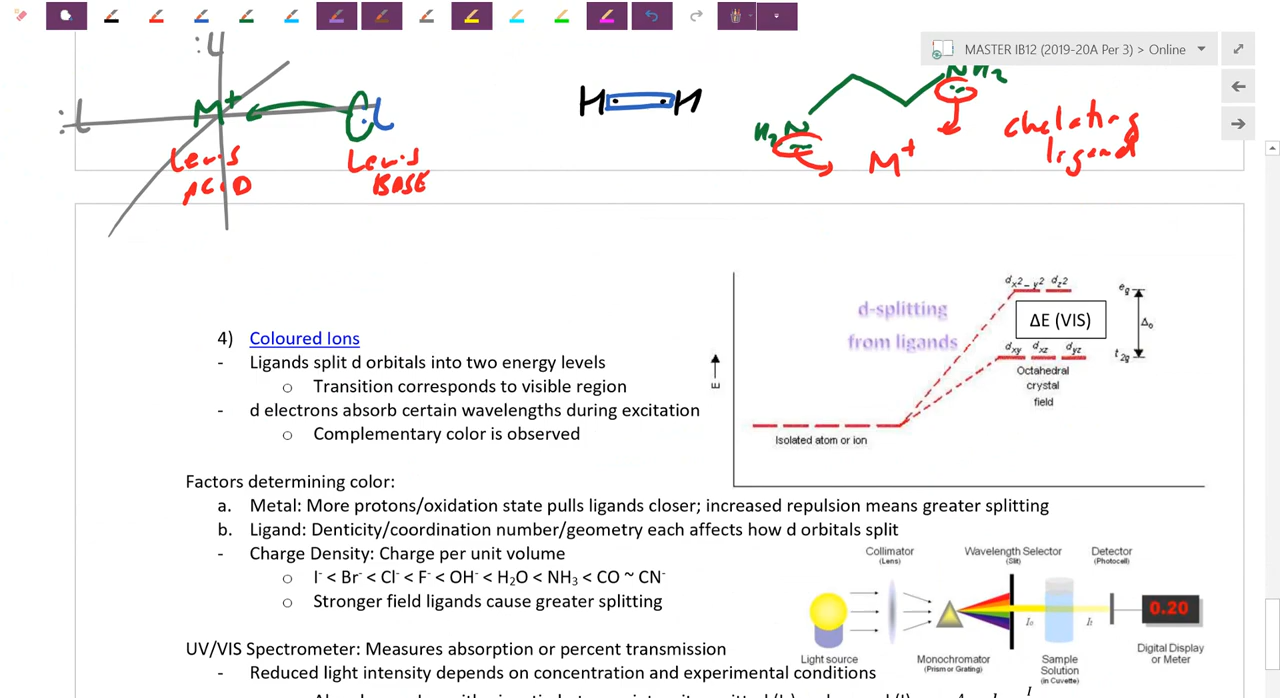 MASTER IB12 (2019-20A Per 3) > Online
:L
:L
M+
:L
Lewis
ACID
Lewis
BASE
H H
NH2
H2N
M+
chelating
ligand
4) Coloured Ions
- Ligands split d orbitals into two energy levels
o Transition corresponds to visible region
- d electrons absorb certain wavelengths during excitation
o Complementary color is observed
d-splitting
from ligands
E
Isolated atom or ion
dx²-y² dz²
ΔE (VIS)
dxy dxz dyz
Octahedral
crystal
field
eg
Δo
t2g
Factors determining color:
a. Metal: More protons/oxidation state pulls ligands closer; increased repulsion means greater splitting
b. Ligand: Denticity/coordination number/geometry each affects how d orbitals split
- Charge Density: Charge per unit volume
o I⁻ < Br⁻ < Cl⁻ < F⁻ < OH⁻ < H₂O < NH₃ < CO ~ CN⁻
o Stronger field ligands cause greater splitting
UV/VIS Spectrometer: Measures absorption or percent transmission
- Reduced light intensity depends on concentration and experimental conditions
Collimator
(Lens)
Wavelength Selector
(Slit)
Detector
(Photocell)
I₀
Iₜ
0.20
Light source
Monochromator
(Prism or Grating)
Sample
Solution
(in Cuvette)
Digital Display
or Meter